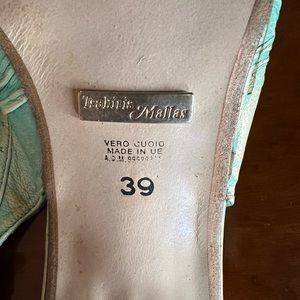 Tsakiris
Mallas
VERO CUOIO
MADE IN UE
39